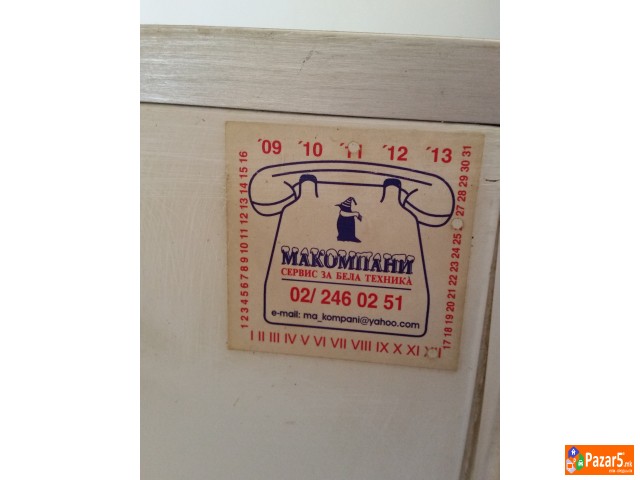 '09 '10 '11 '12 '13
1 2 3 4 5 6 7 8 9 10 11 12 13 14 15 16
МАКОМПАНИ
СЕРВИС ЗА БЕЛА ТЕХНИКА
02/ 246 02 51
e-mail: ma_kompani@yahoo.com
17 18 19 20 21 22 23 24 25 27 28 29 30 31
I II III IV V VI VII VIII IX X XI XII
Pazar5.mk